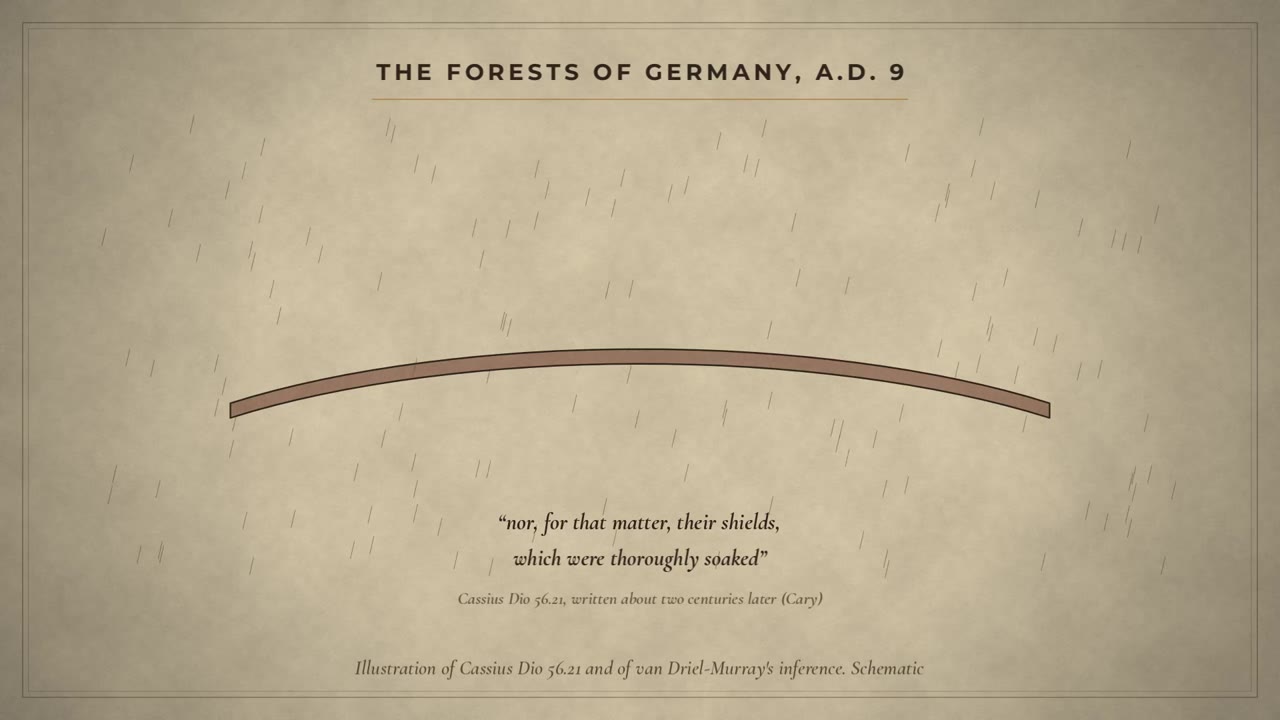 THE FORESTS OF GERMANY, A.D. 9
“nor, for that matter, their shields,
which were thoroughly soaked”
Cassius Dio 56.21, written about two centuries later (Cary)
Illustration of Cassius Dio 56.21 and of van Driel-Murray's inference. Schematic